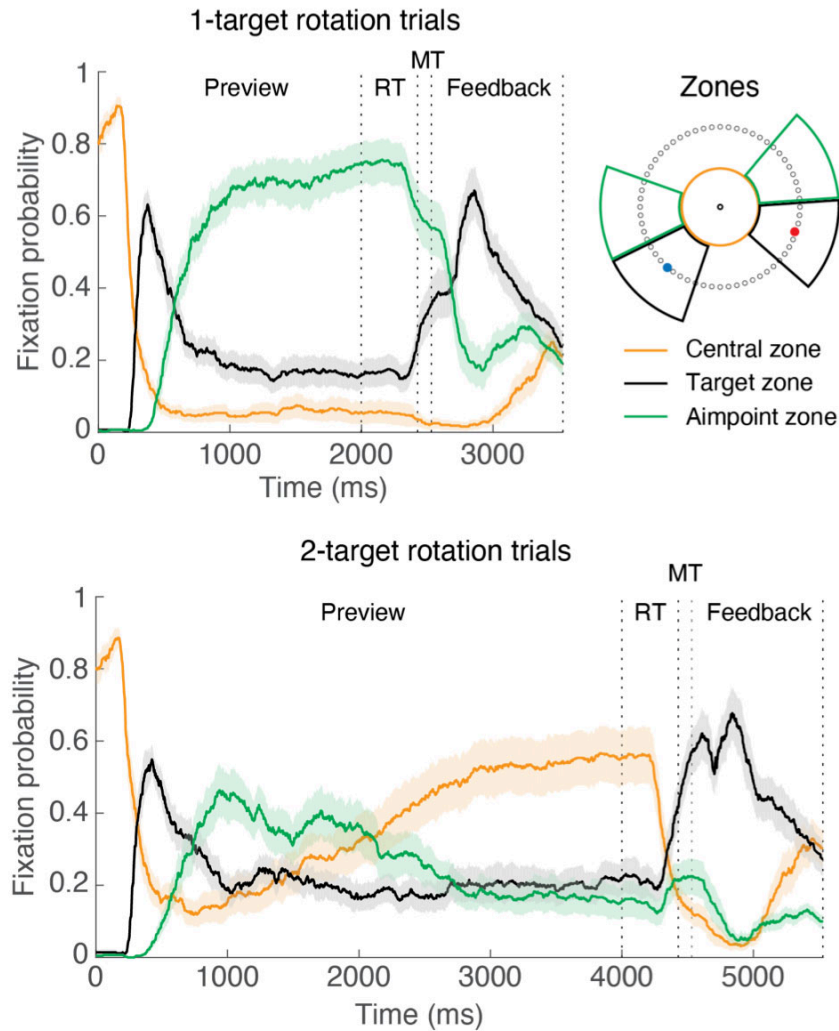 1-target rotation trials
MT
Preview
RT
Feedback
1
0.8
0.6
0.4
0.2
0
Fixation probability
0
1000
2000
3000
Time (ms)
Zones
Central zone
Target zone
Aimpoint zone
2-target rotation trials
MT
Preview
RT
Feedback
1
0.8
0.6
0.4
0.2
0
Fixation probability
0
1000
2000
3000
4000
5000
Time (ms)